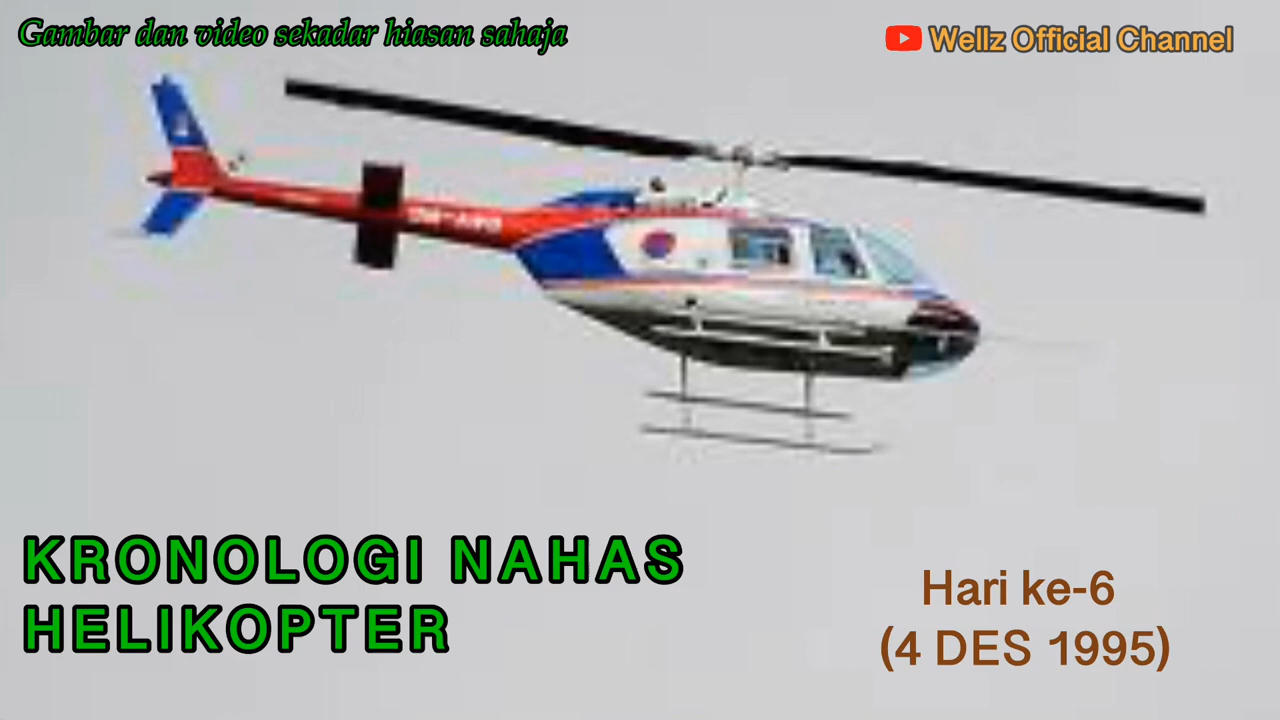 Gambar dan video sekadar hiasan sahaja
Wellz Official Channel
KRONOLOGI NAHAS
HELIKOPTER
Hari ke-6
(4 DES 1995)